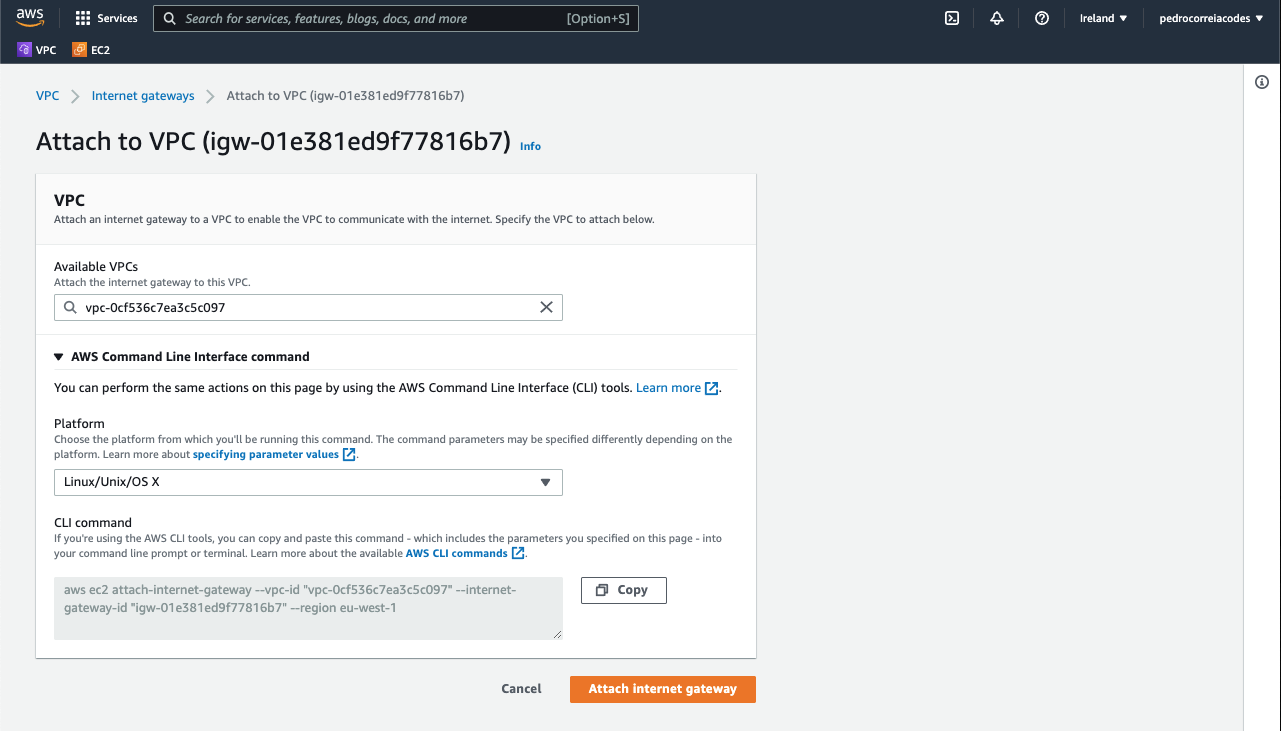 aws
Services
Search for services, features, blogs, docs, and more
[Option+S]
Ireland
pedrocorreiacodes
VPC
EC2
VPC
Internet gateways
Attach to VPC (igw-01e381ed9f77816b7)
Attach to VPC (igw-01e381ed9f77816b7)
Info
VPC
Attach an internet gateway to a VPC to enable the VPC to communicate with the internet. Specify the VPC to attach below.
Available VPCs
Attach the internet gateway to this VPC.
vpc-0cf536c7ea3c5c097
AWS Command Line Interface command
You can perform the same actions on this page by using the AWS Command Line Interface (CLI) tools. Learn more.
Platform
Choose the platform from which you'll be running this command. The command parameters may be specified differently depending on the
platform. Learn more about specifying parameter values.
Linux/Unix/OS X
CLI command
If you're using the AWS CLI tools, you can copy and paste this command - which includes the parameters you specified on this page - into
your command line prompt or terminal. Learn more about the available AWS CLI commands.
aws ec2 attach-internet-gateway --vpc-id "vpc-0cf536c7ea3c5c097" --internet-
gateway-id "igw-01e381ed9f77816b7" --region eu-west-1
Copy
Cancel
Attach internet gateway